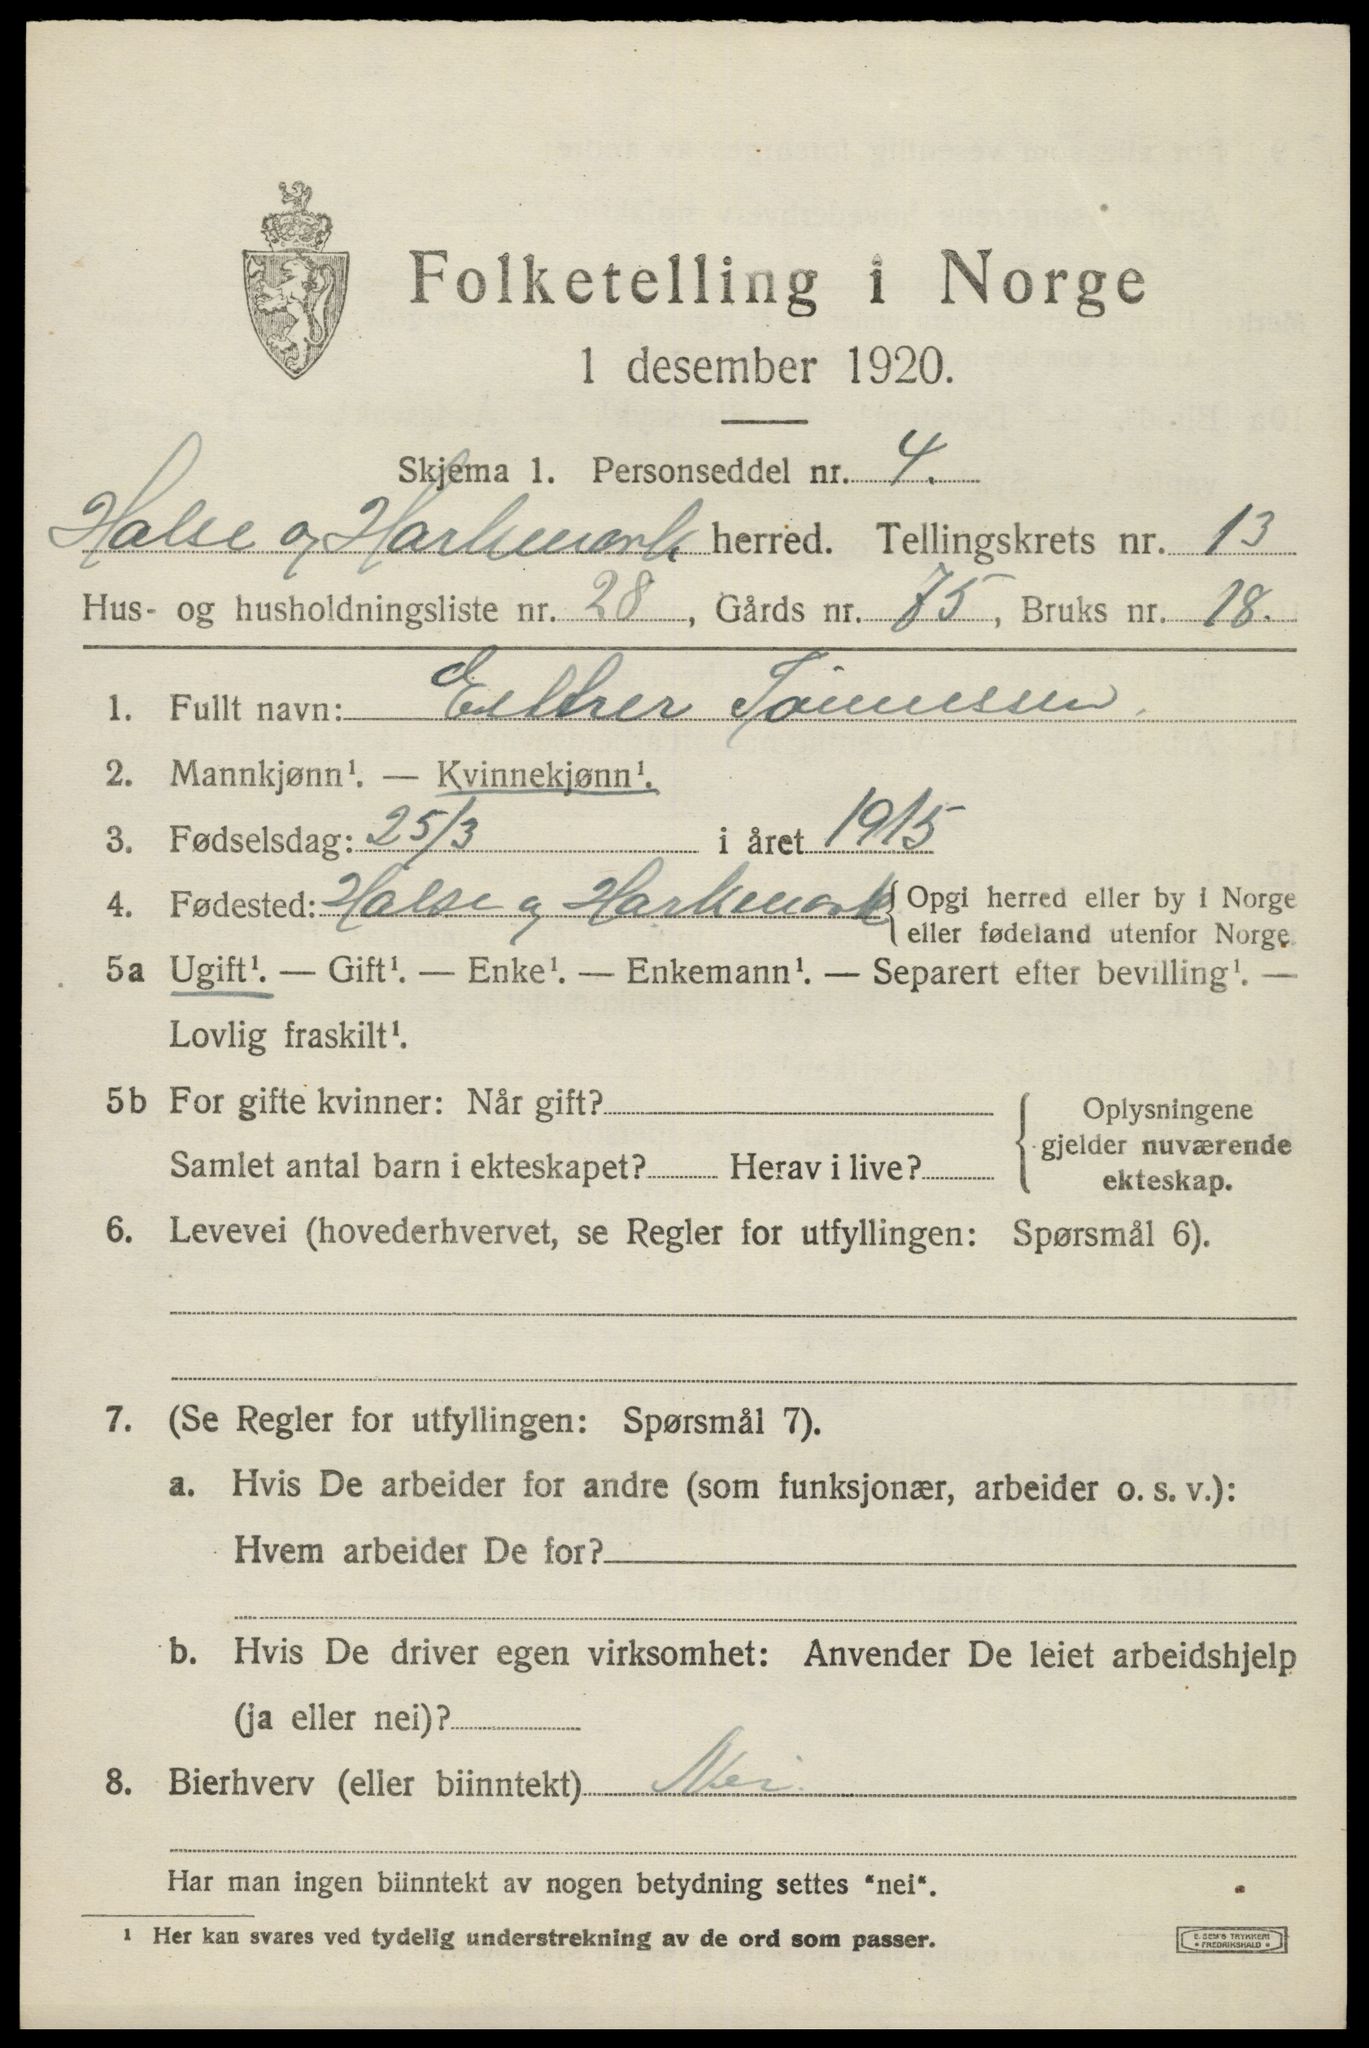 Folketelling i Norge
1 desember 1920.
Skjema 1. Personseddel nr. 4.
Halse og Harkmark herred. Tellingskrets nr. 13
Hus- og husholdningsliste nr. 28, Gårds nr. 75, Bruks nr. 18.
1. Fullt navn: Esther Tönnessen.
2. Mannkjønn¹. — Kvinnekjønn¹.
3. Fødselsdag: 25/3 i året 1915
4. Fødested: Halse og Harkmark { Opgi herred eller by i Norge
eller fødeland utenfor Norge
5a Ugift¹. — Gift¹. — Enke¹. — Enkemann¹. — Separert efter bevilling¹. —
Lovlig fraskilt¹.
5b For gifte kvinner: Når gift?
Samlet antal barn i ekteskapet? Herav i live?
{ Oplysningene
gjelder nuværende
ekteskap.
6. Levevei (hovederhvervet, se Regler for utfyllingen: Spørsmål 6).
7. (Se Regler for utfyllingen: Spørsmål 7).
a. Hvis De arbeider for andre (som funksjonær, arbeider o. s. v.):
Hvem arbeider De for?
b. Hvis De driver egen virksomhet: Anvender De leiet arbeidshjelp
(ja eller nei)?
8. Bierhverv (eller biinntekt) Nei.
Har man ingen biinntekt av nogen betydning settes "nei".
¹ Her kan svares ved tydelig understrekning av de ord som passer.
E. SEM'S TRYKKERI
FREDRIKSHALD